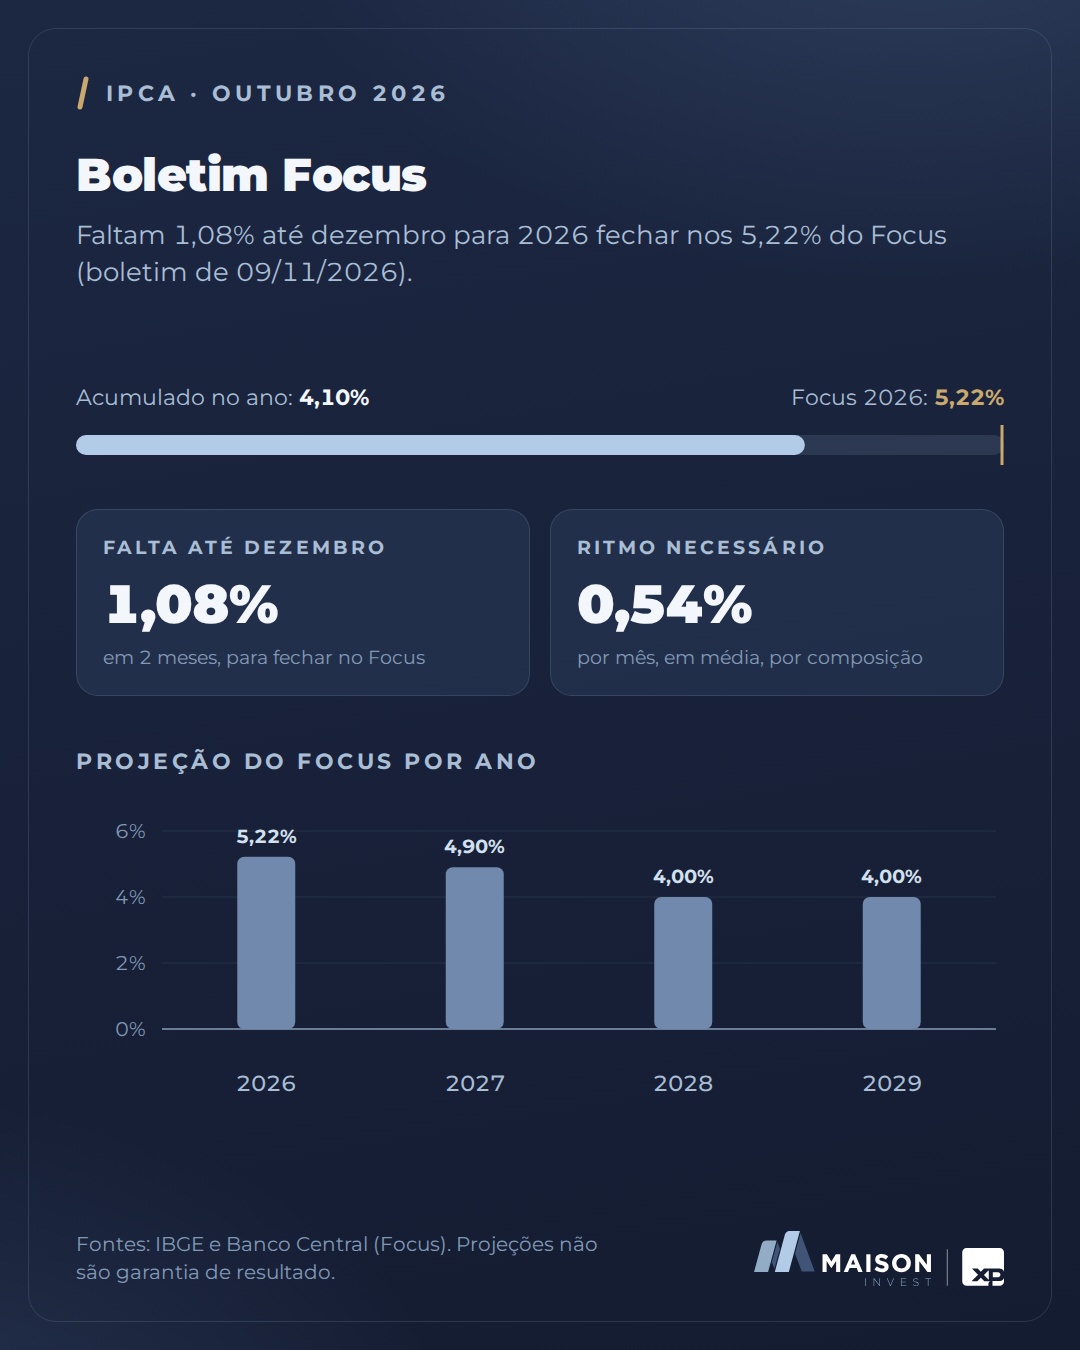 IPCA · OUTUBRO 2026
Boletim Focus
Faltam 1,08% até dezembro para 2026 fechar nos 5,22% do Focus
(boletim de 09/11/2026).
Acumulado no ano: 4,10%
Focus 2026: 5,22%
FALTA ATÉ DEZEMBRO
1,08%
em 2 meses, para fechar no Focus
RITMO NECESSÁRIO
0,54%
por mês, em média, por composição
PROJEÇÃO DO FOCUS POR ANO
6%
4%
2%
0%
5,22%
4,90%
4,00%
4,00%
2026
2027
2028
2029
Fontes: IBGE e Banco Central (Focus). Projeções não
são garantia de resultado.
MAISON
INVEST
xp